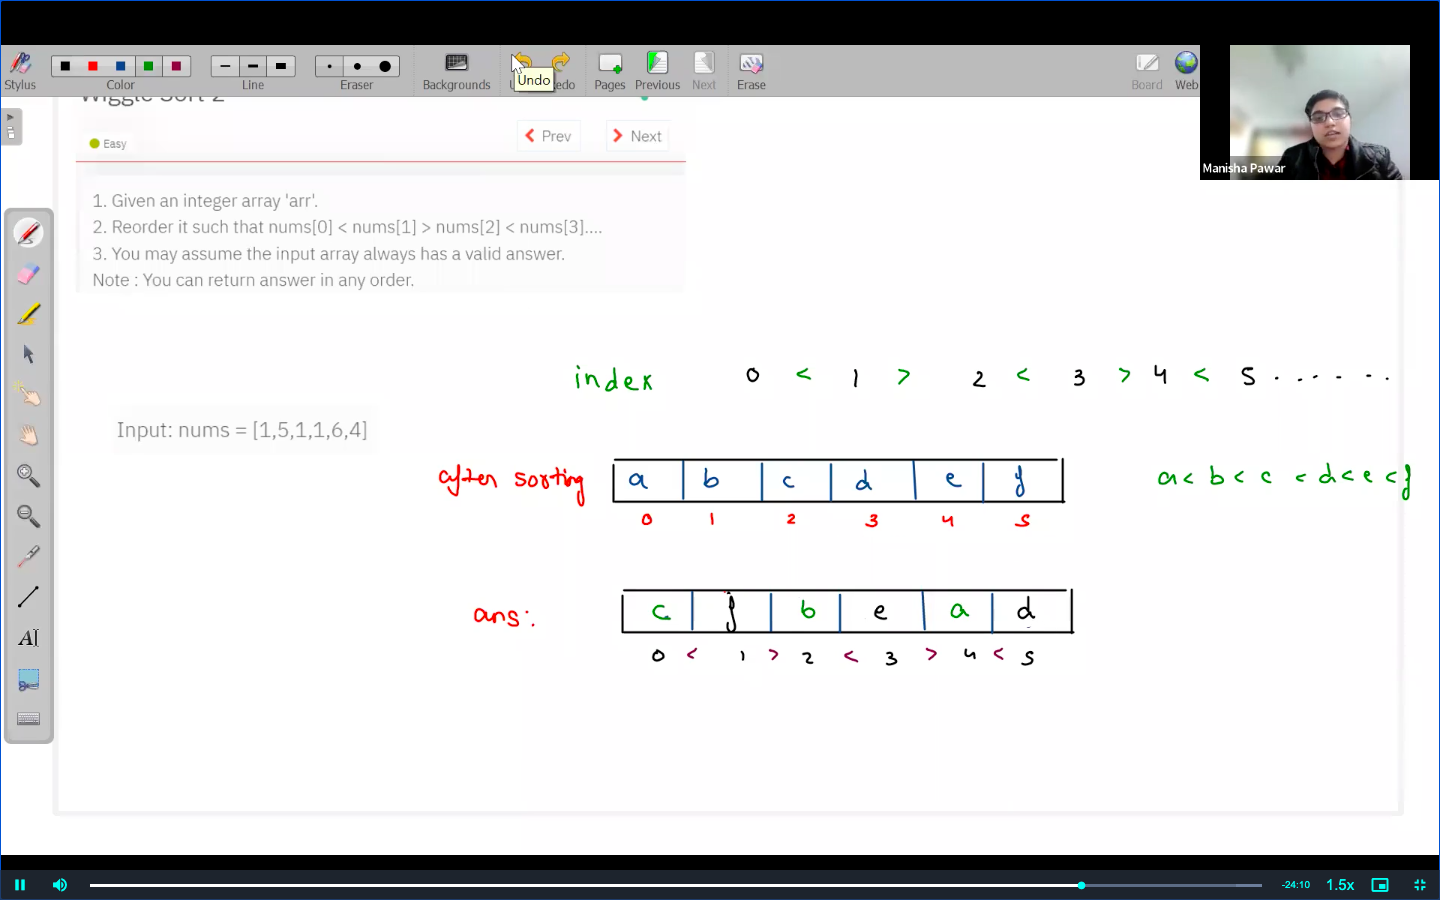 Stylus
Color
Line
Eraser
Backgrounds
Undo
Pages
Previous
Next
Erase
Board
Web
Manisha Pawar
Wiggle Sort 2
Easy
Prev
Next
1. Given an integer array 'arr'.
2. Reorder it such that nums[0] < nums[1] > nums[2] < nums[3]....
3. You may assume the input array always has a valid answer.
Note : You can return answer in any order.
index 0 < 1 > 2 < 3 > 4 < 5 . . . . . . .
Input: nums = [1,5,1,1,6,4]
after sorting a b c d e f a < b < c < d < e < f
0 1 2 3 4 5
ans: c f b e a d
0 < 1 > 2 < 3 > 4 < 5
-24:10 1.5x